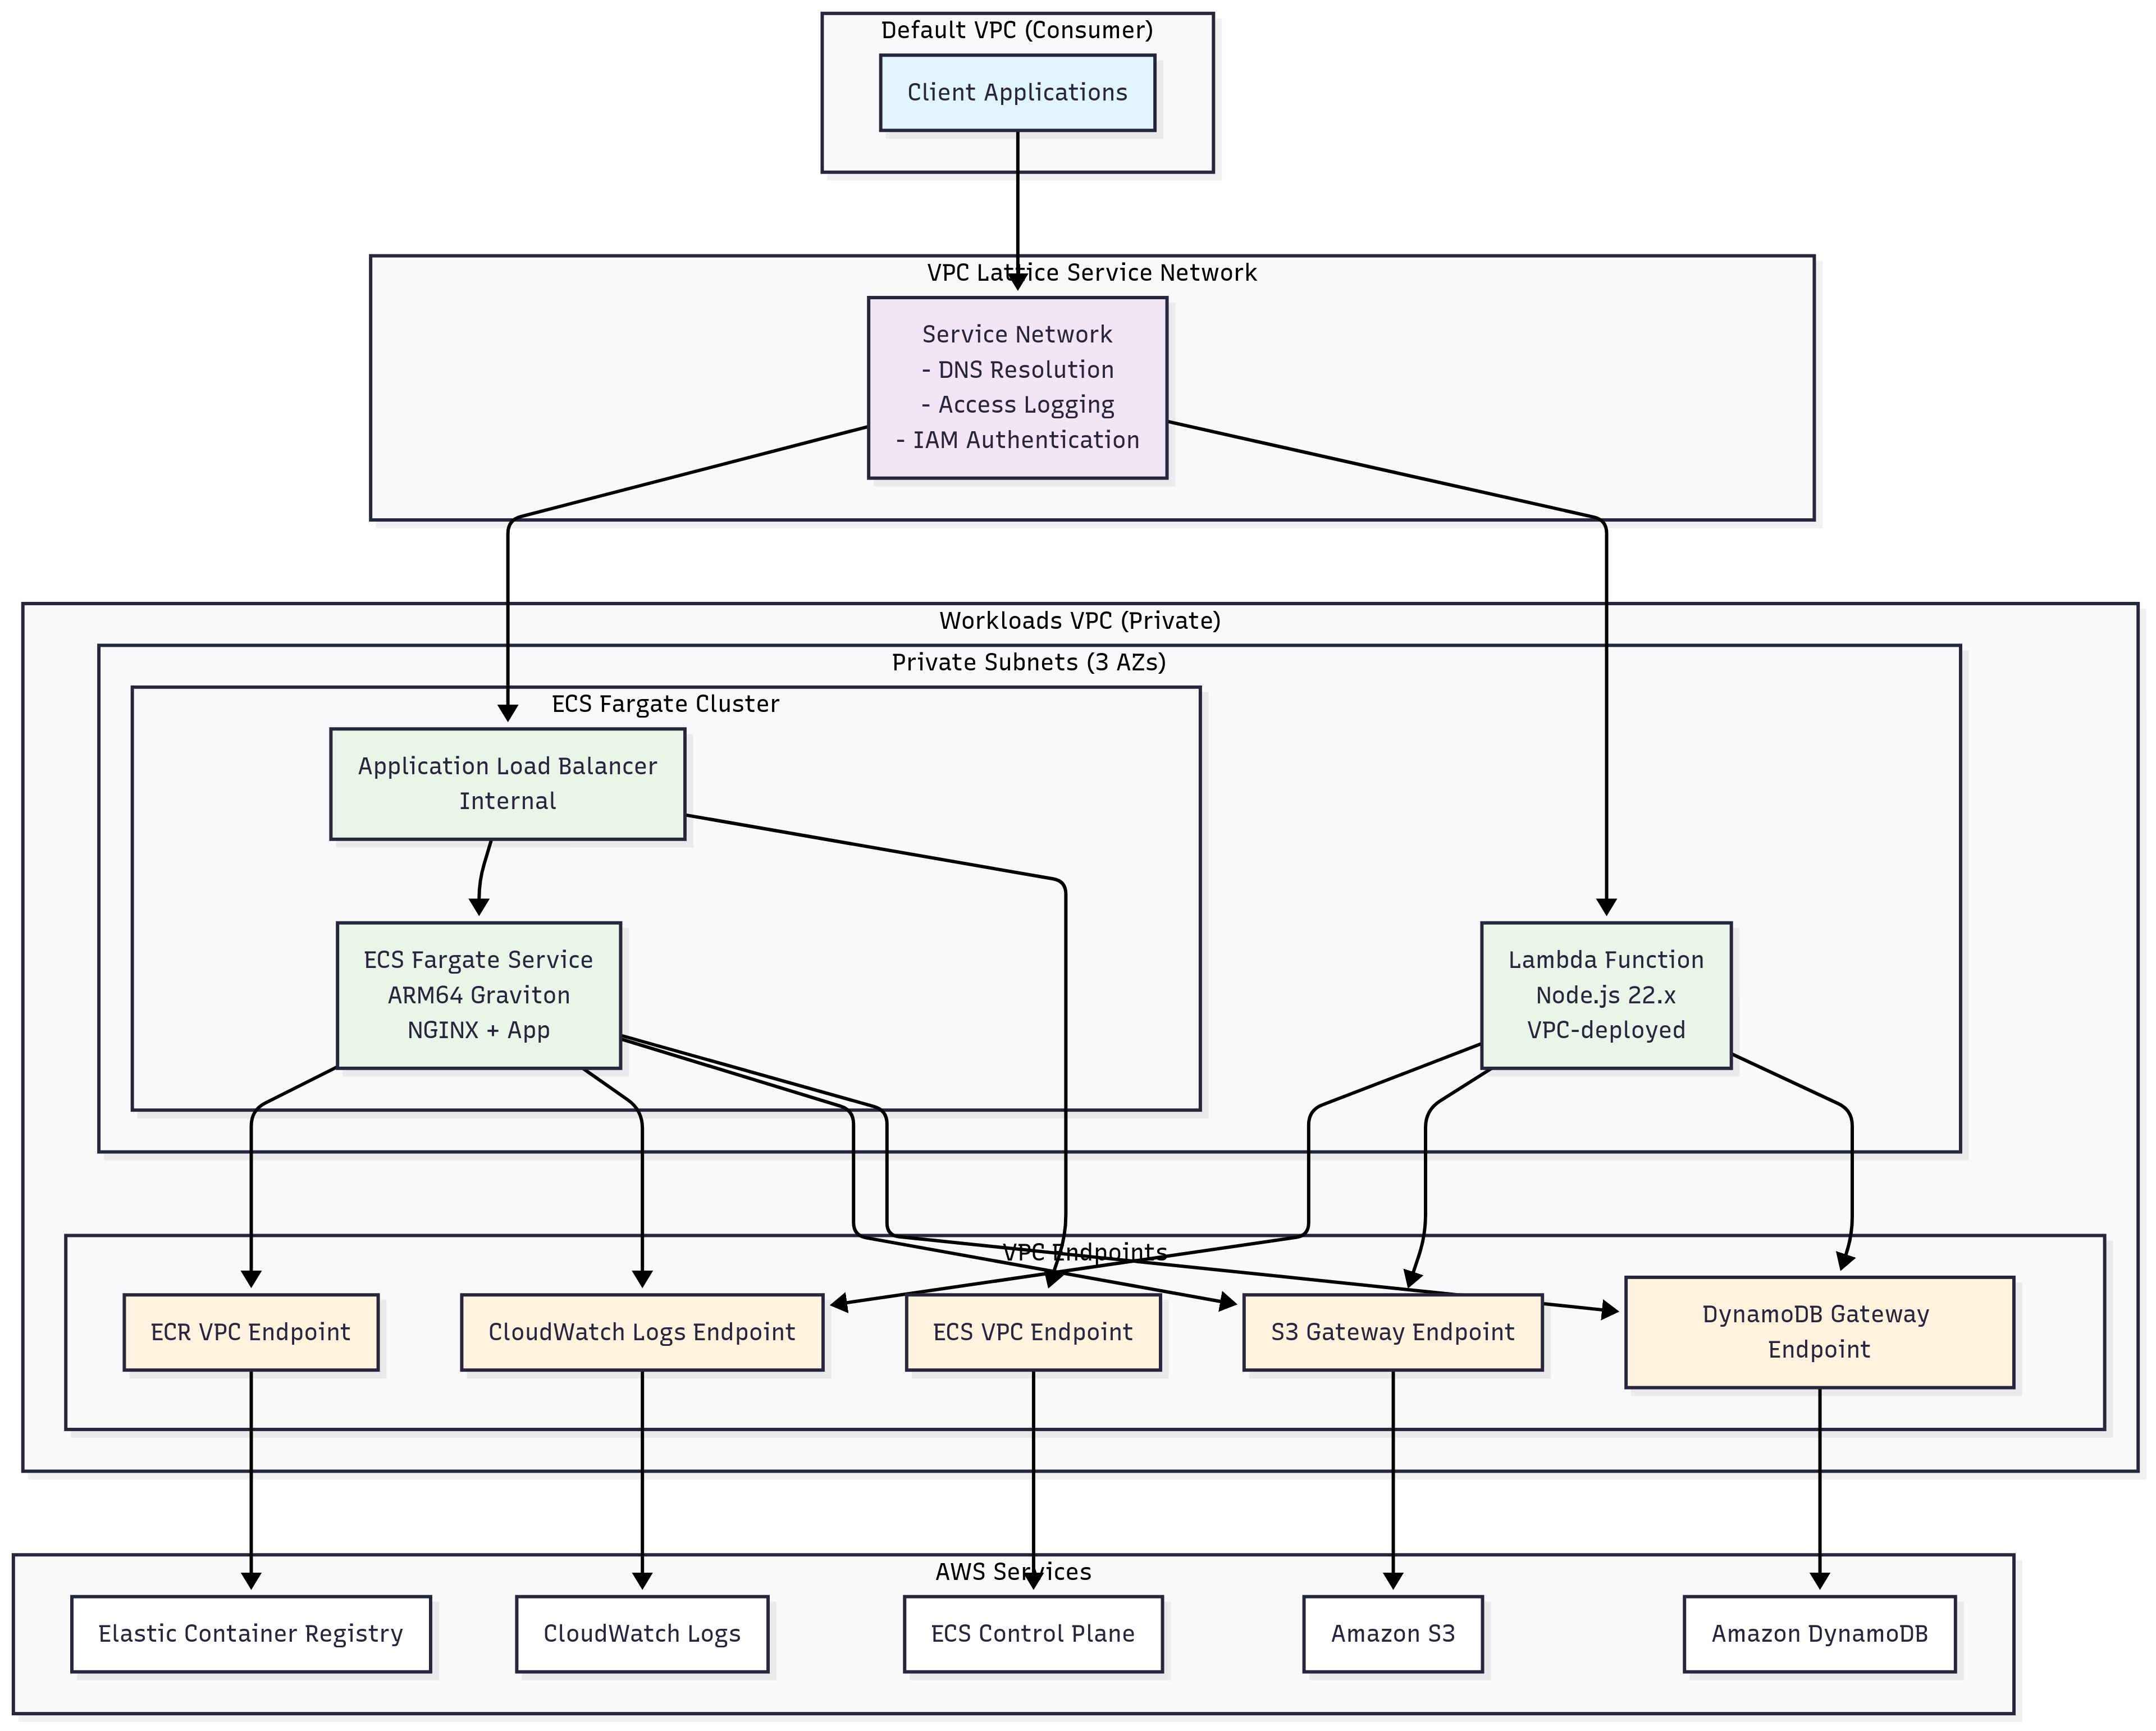 Default VPC (Consumer)
Client Applications
VPC Lattice Service Network
Service Network
- DNS Resolution
- Access Logging
- IAM Authentication
Workloads VPC (Private)
Private Subnets (3 AZs)
ECS Fargate Cluster
Application Load Balancer
Internal
ECS Fargate Service
ARM64 Graviton
NGINX + App
Lambda Function
Node.js 22.x
VPC-deployed
VPC Endpoints
ECR VPC Endpoint
CloudWatch Logs Endpoint
ECS VPC Endpoint
S3 Gateway Endpoint
DynamoDB Gateway
Endpoint
AWS Services
Elastic Container Registry
CloudWatch Logs
ECS Control Plane
Amazon S3
Amazon DynamoDB